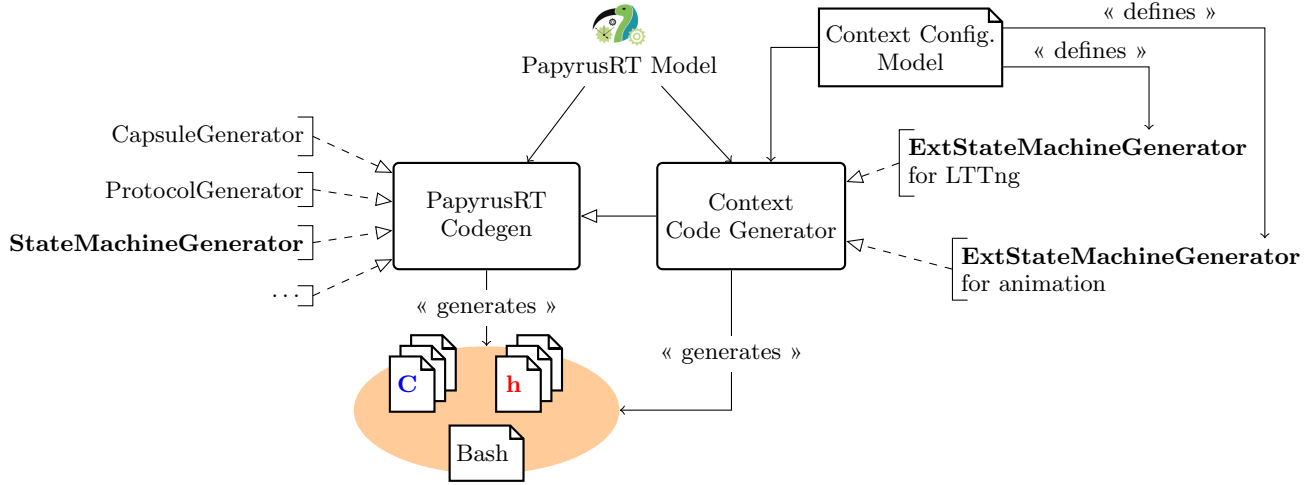 « defines »
Context Config.
Model
« defines »
PapyrusRT Model
CapsuleGenerator
ProtocolGenerator
StateMachineGenerator
...
PapyrusRT
Codegen
Context
Code Generator
ExtStateMachineGenerator
for LTTng
ExtStateMachineGenerator
for animation
« generates »
« generates »
C
h
Bash